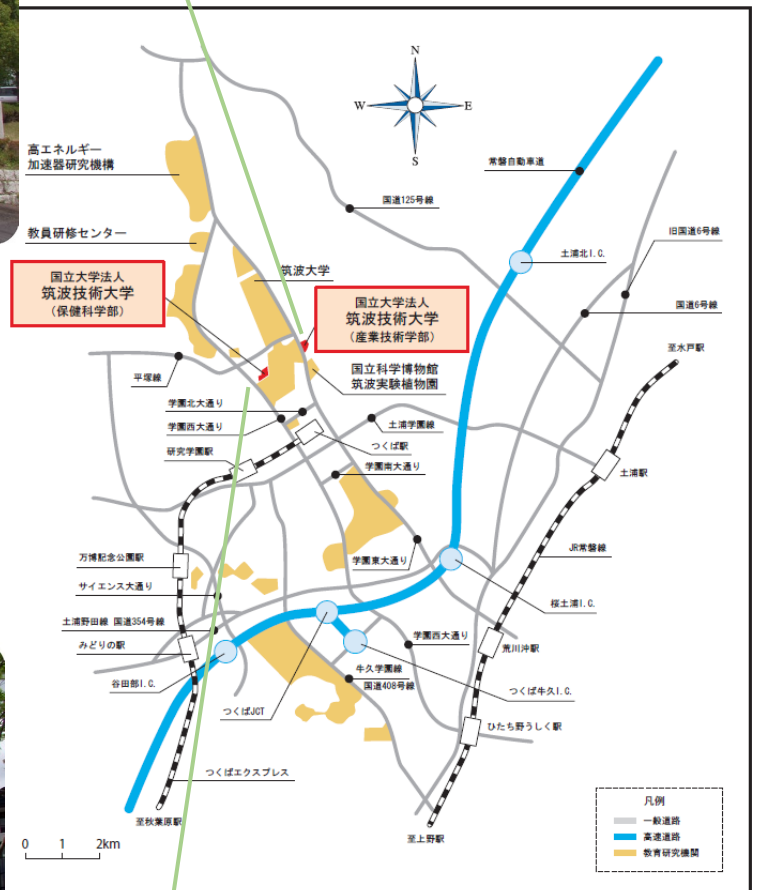 N
W
E
S
高エネルギー
加速器研究機構
常磐自動車道
国道125号線
教員研修センター
旧国道6号線
土浦北I.C.
筑波大学
国立大学法人
筑波技術大学
（保健科学部）
国立大学法人
筑波技術大学
（産業技術学部）
国道6号線
至水戸駅
国立科学博物館
筑波実験植物園
平塚線
学園北大通り
土浦学園線
学園西大通り
つくば駅
研究学園駅
学園南大通り
土浦駅
JR常磐線
万博記念公園駅
学園東大通り
サイエンス大通り
桜土浦I.C.
土浦野田線 国道354号線
学園西大通り
みどりの駅
荒川沖駅
牛久学園線
国道408号線
谷田部I.C.
つくば牛久I.C.
つくばJCT
ひたち野うしく駅
つくばエクスプレス
至秋葉原駅
至上野駅
0 1 2km
凡例
一般道路
高速道路
教育研究機関